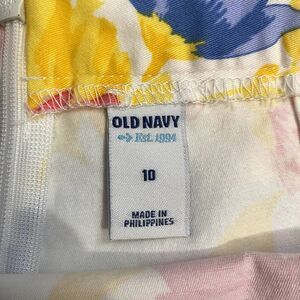 OLD NAVY
Est. 1994
10
MADE IN
PHILIPPINES